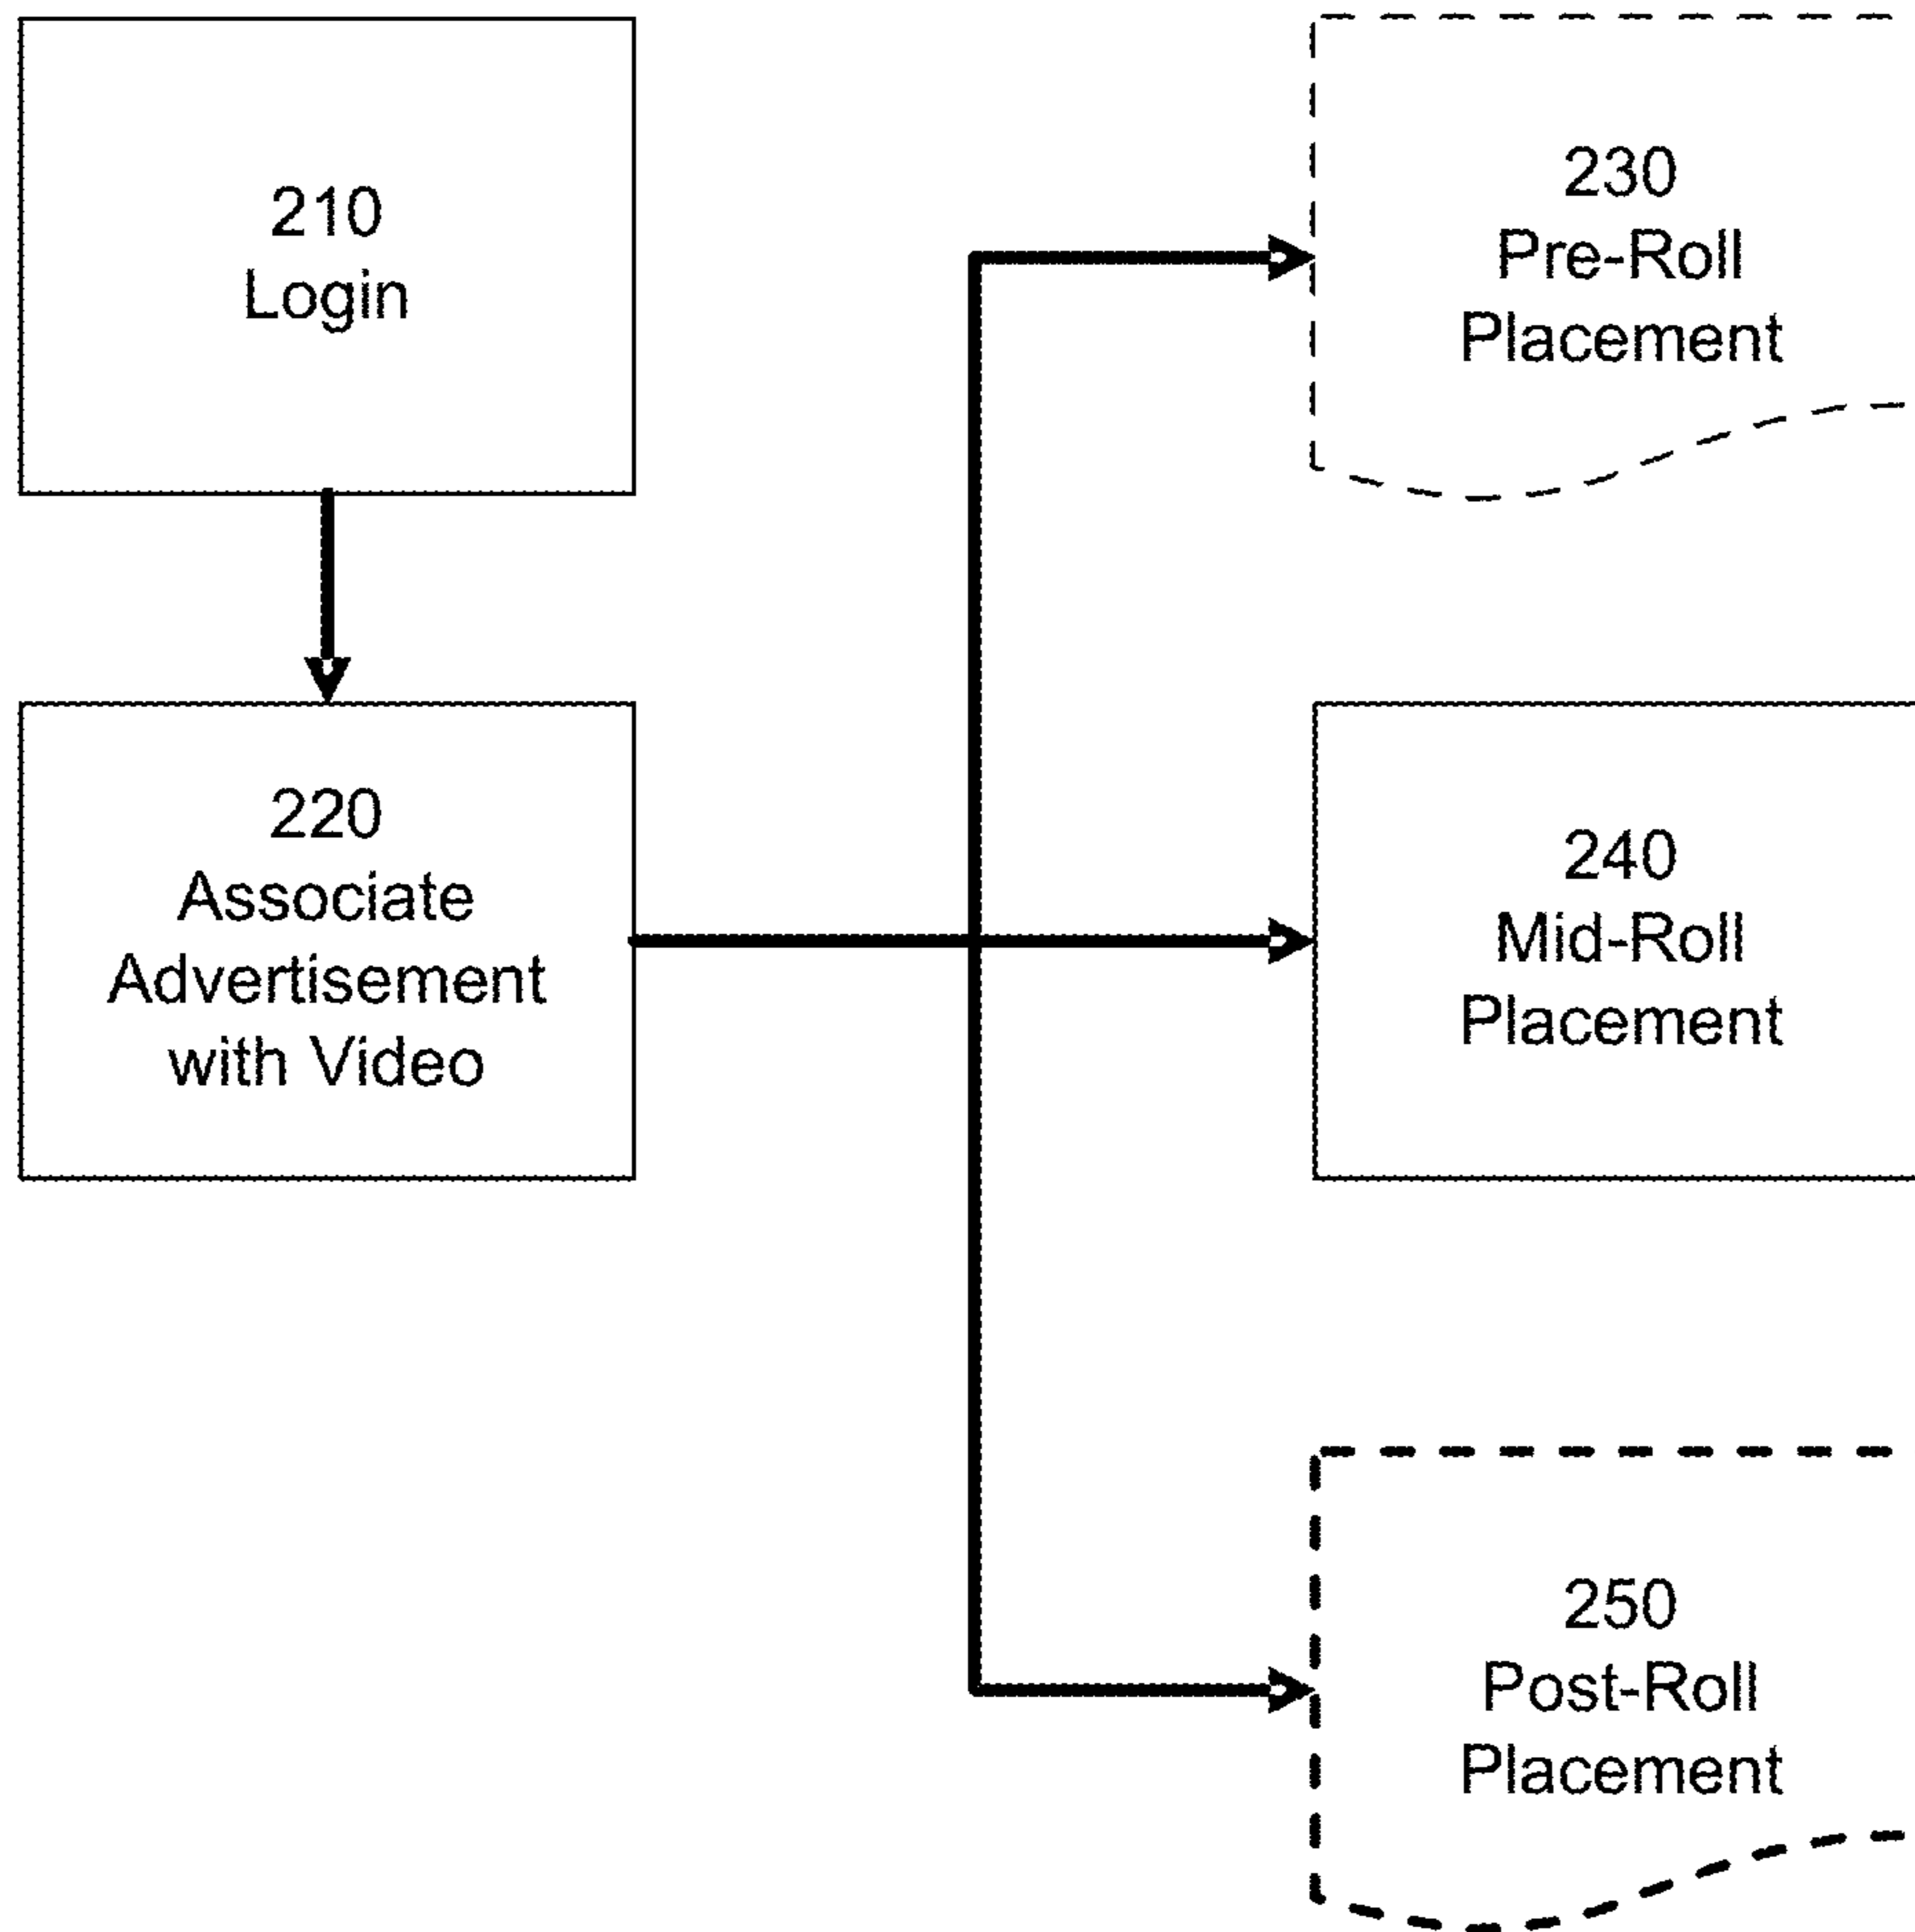 210
Login
220
Associate
Advertisement
with Video
230
Pre-Roll
Placement
240
Mid-Roll
Placement
250
Post-Roll
Placement